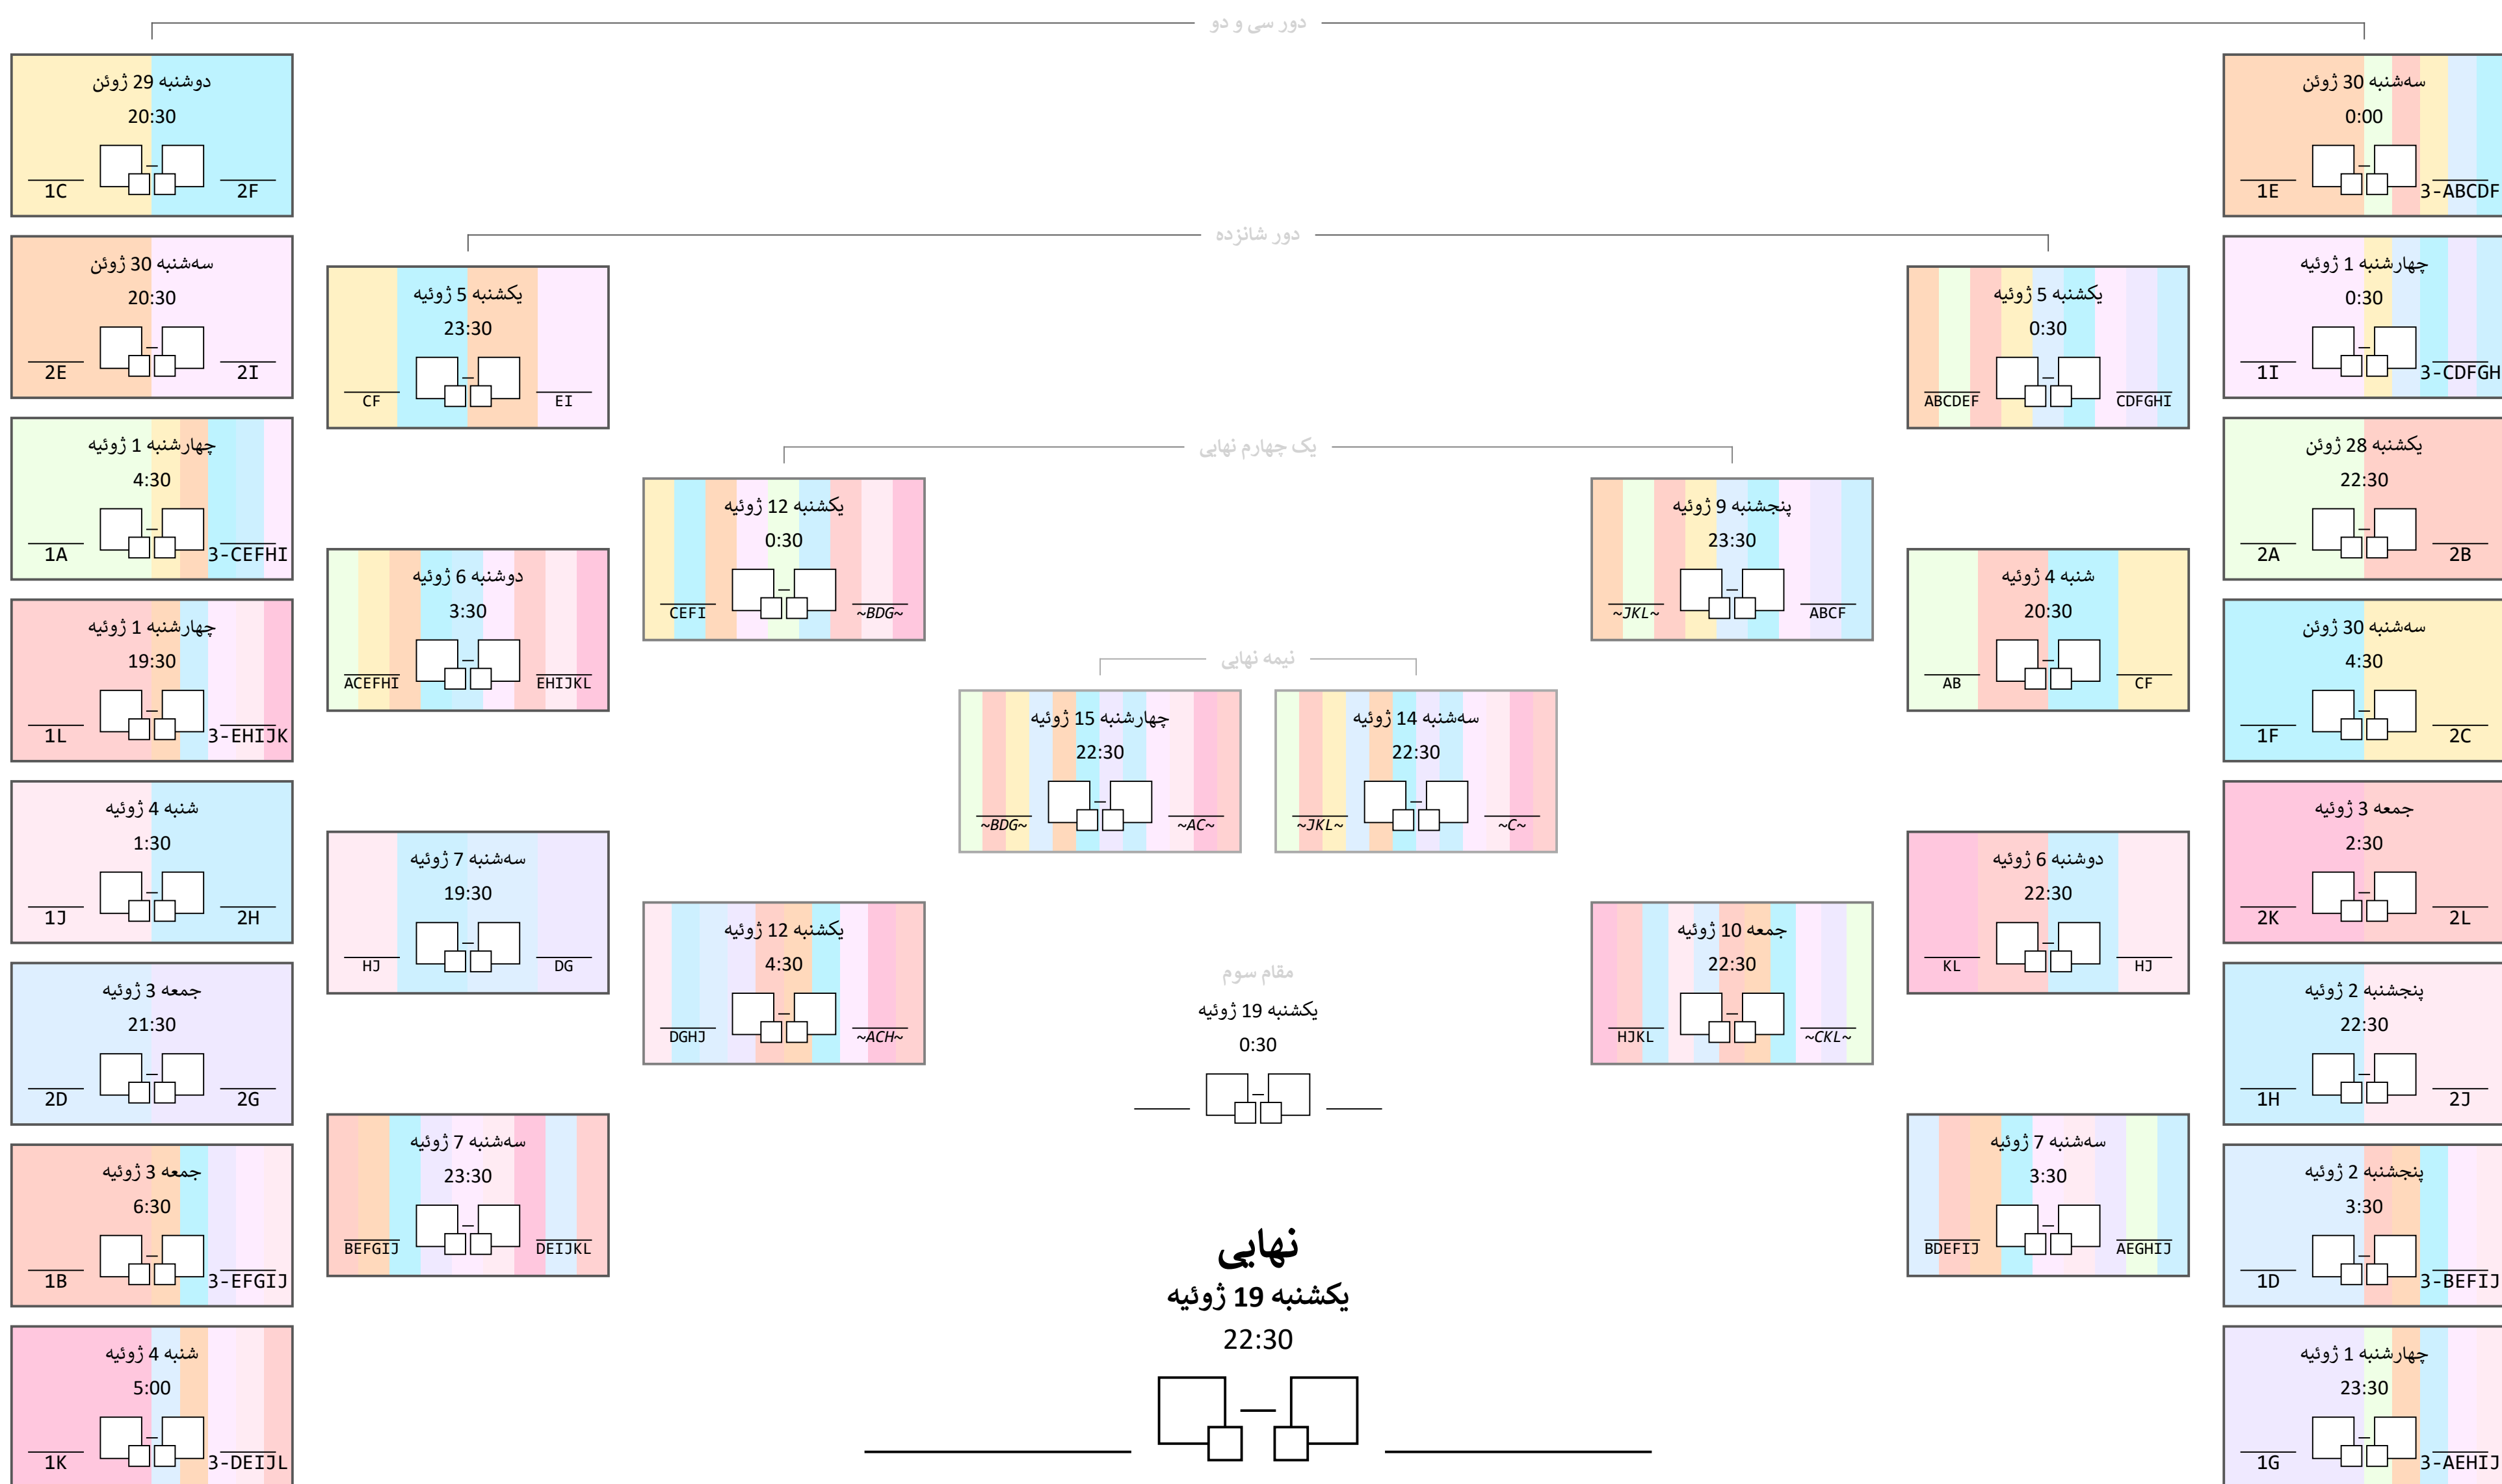 دور سی و دو
دوشنبه 29 ژوئن
20:30
–
1C
2F
سه‌شنبه 30 ژوئن
20:30
–
2E
2I
چهارشنبه 1 ژوئیه
4:30
–
1A
3-CEFHI
چهارشنبه 1 ژوئیه
19:30
–
1L
3-EHIJK
شنبه 4 ژوئیه
1:30
–
1J
2H
جمعه 3 ژوئیه
21:30
–
2D
2G
جمعه 3 ژوئیه
6:30
–
1B
3-EFGIJ
شنبه 4 ژوئیه
5:00
–
1K
3-DEIJL
سه‌شنبه 30 ژوئن
0:00
–
1E
3-ABCDF
چهارشنبه 1 ژوئیه
0:30
–
1I
3-CDFGH
یکشنبه 28 ژوئن
22:30
–
2A
2B
سه‌شنبه 30 ژوئن
4:30
–
1F
2C
جمعه 3 ژوئیه
2:30
–
2K
2L
پنجشنبه 2 ژوئیه
22:30
–
1H
2J
پنجشنبه 2 ژوئیه
3:30
–
1D
3-BEFIJ
چهارشنبه 1 ژوئیه
23:30
–
1G
3-AEHIJ
دور شانزده
یکشنبه 5 ژوئیه
23:30
–
CF
EI
دوشنبه 6 ژوئیه
3:30
–
ACEFHI
EHIJKL
سه‌شنبه 7 ژوئیه
19:30
–
HJ
DG
سه‌شنبه 7 ژوئیه
23:30
–
BEFGIJ
DEIJKL
یکشنبه 5 ژوئیه
0:30
–
ABCDEF
CDFGHI
شنبه 4 ژوئیه
20:30
–
AB
CF
دوشنبه 6 ژوئیه
22:30
–
KL
HJ
سه‌شنبه 7 ژوئیه
3:30
–
BDEFIJ
AEGHIJ
یک چهارم نهایی
یکشنبه 12 ژوئیه
0:30
–
CEFI
~BDG~
یکشنبه 12 ژوئیه
4:30
–
DGHJ
~ACH~
پنجشنبه 9 ژوئیه
23:30
–
~JKL~
ABCF
جمعه 10 ژوئیه
22:30
–
HJKL
~CKL~
نیمه نهایی
چهارشنبه 15 ژوئیه
22:30
–
~BDG~
~AC~
سه‌شنبه 14 ژوئیه
22:30
–
~JKL~
~C~
مقام سوم
یکشنبه 19 ژوئیه
0:30
–
نهایی
یکشنبه 19 ژوئیه
22:30
–